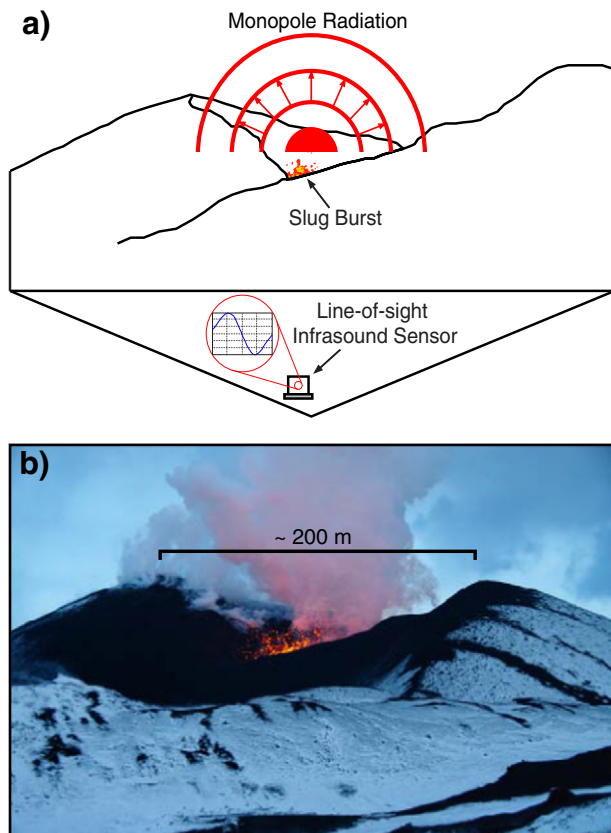 a)
Monopole Radiation
Slug Burst
Line-of-sight
Infrasound Sensor
b)
~ 200 m